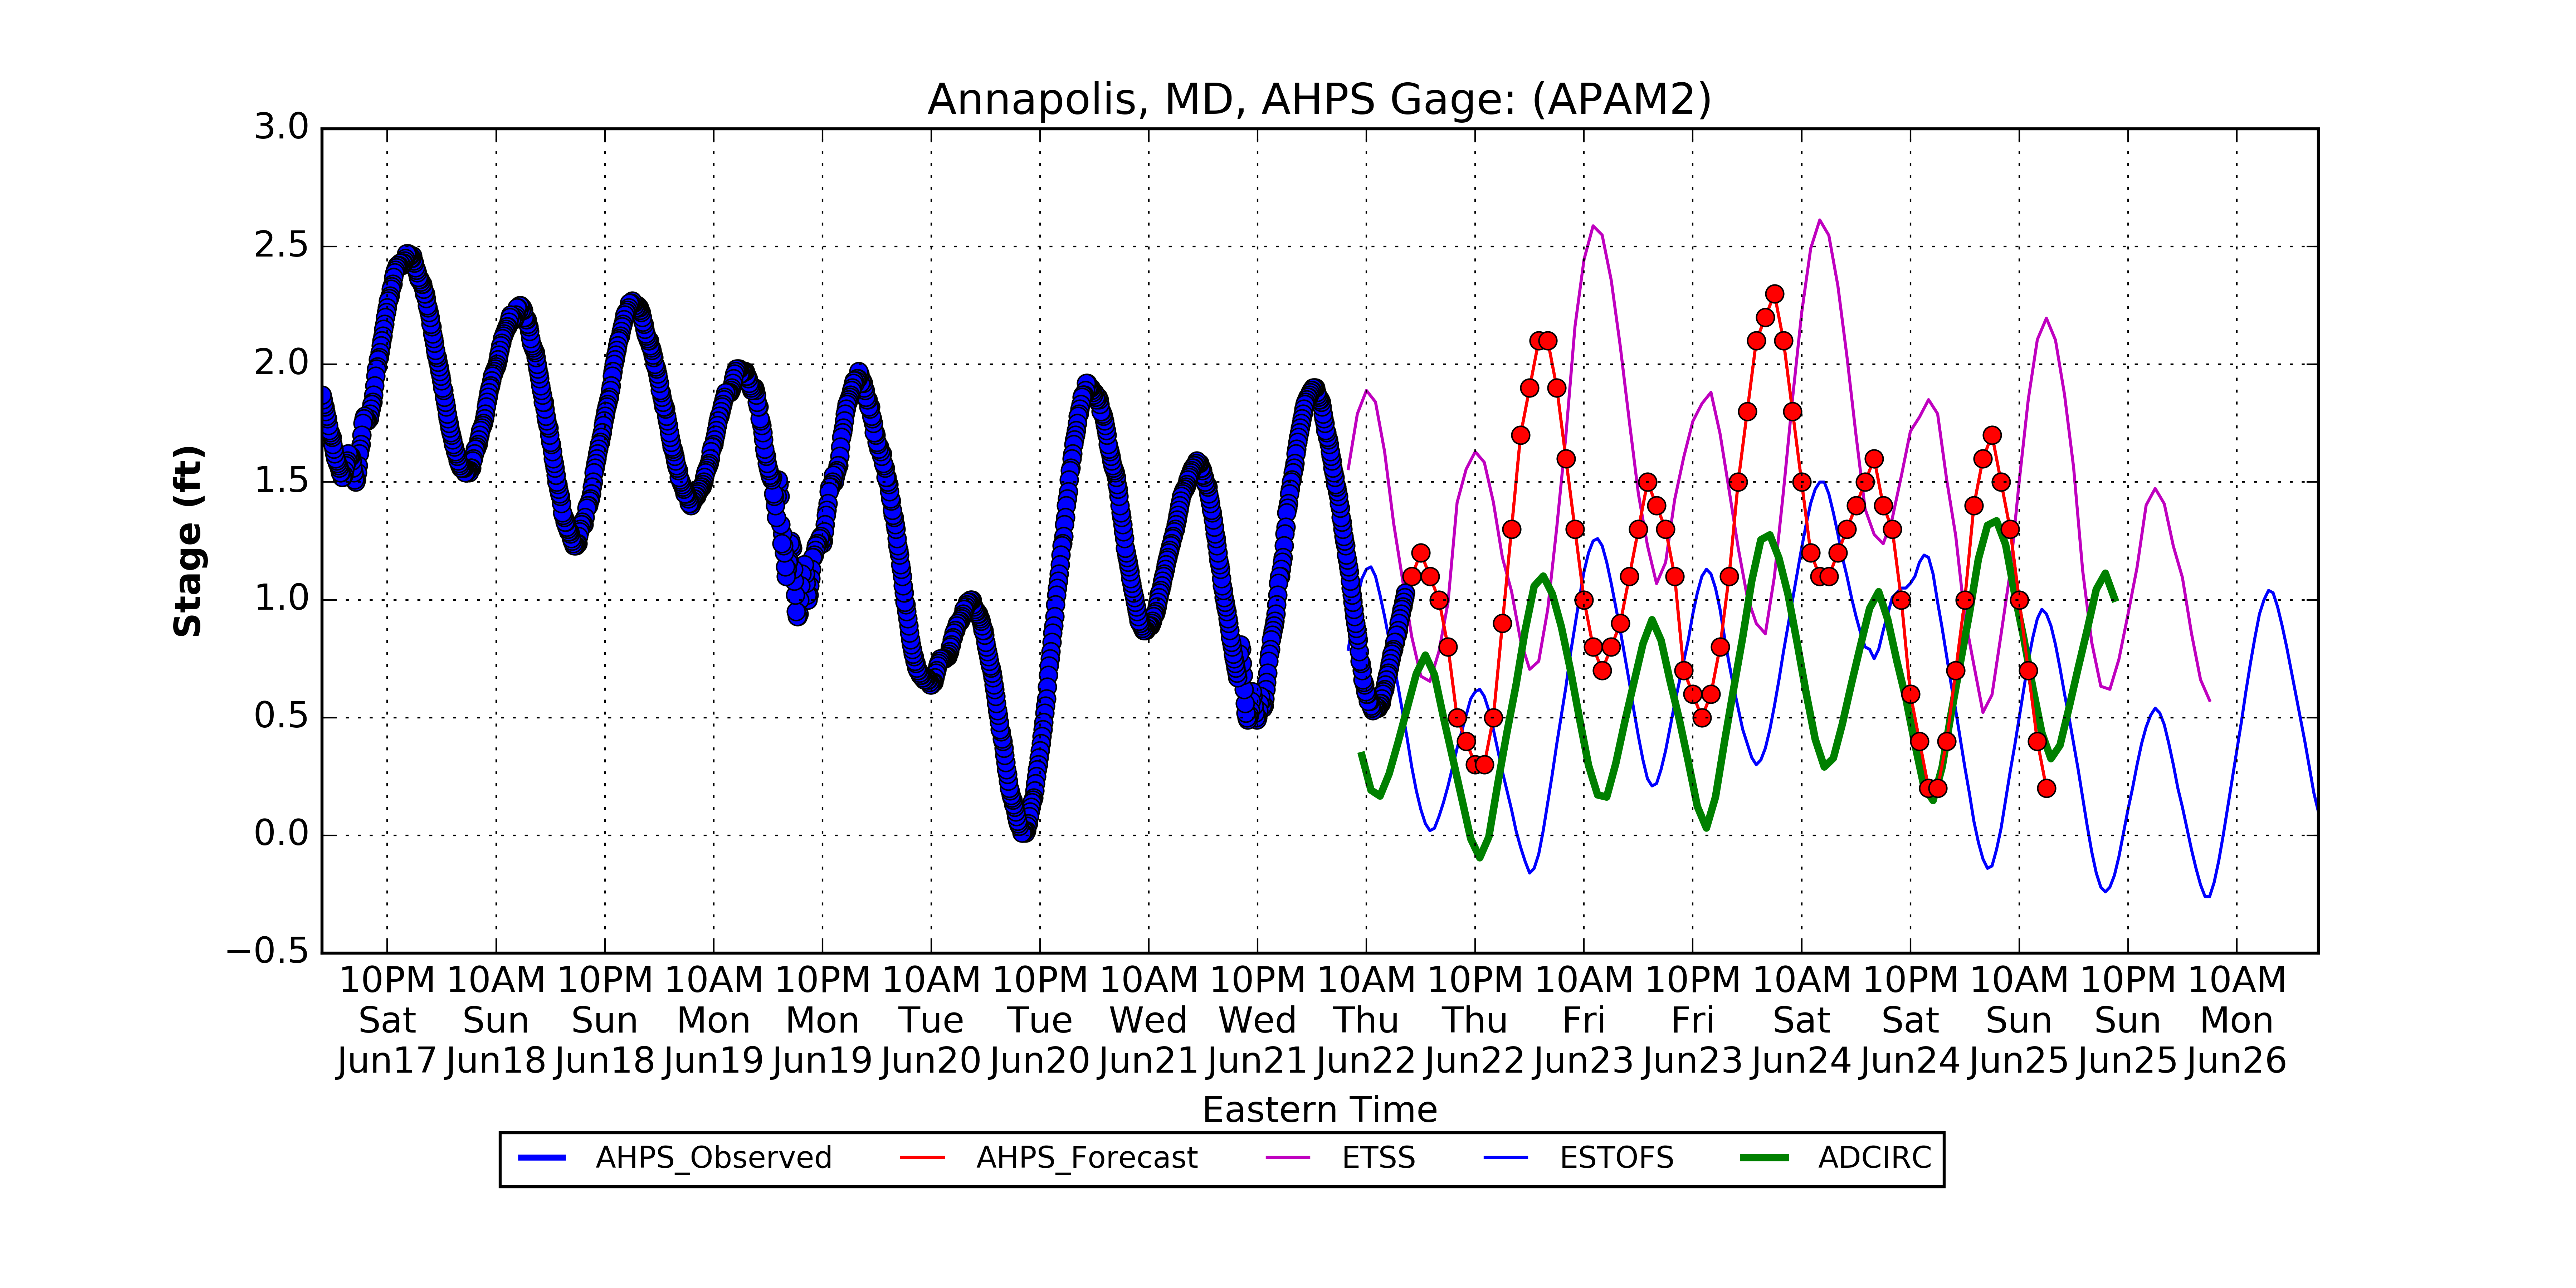 Annapolis, MD, AHPS Gage: (APAM2)
3.0
2.5
2.0
1.5
1.0
0.5
0.0
−0.5
Stage (ft)
10PM 10AM 10PM 10AM 10PM 10AM 10PM 10AM 10PM 10AM 10PM 10AM 10PM 10AM 10PM 10AM 10PM 10AM
Sat Sun Sun Mon Mon Tue Tue Wed Wed Thu Thu Fri Fri Sat Sat Sun Sun Mon
Jun17 Jun18 Jun18 Jun19 Jun19 Jun20 Jun20 Jun21 Jun21 Jun22 Jun22 Jun23 Jun23 Jun24 Jun24 Jun25 Jun25 Jun26
Eastern Time
AHPS_Observed AHPS_Forecast ETSS ESTOFS ADCIRC